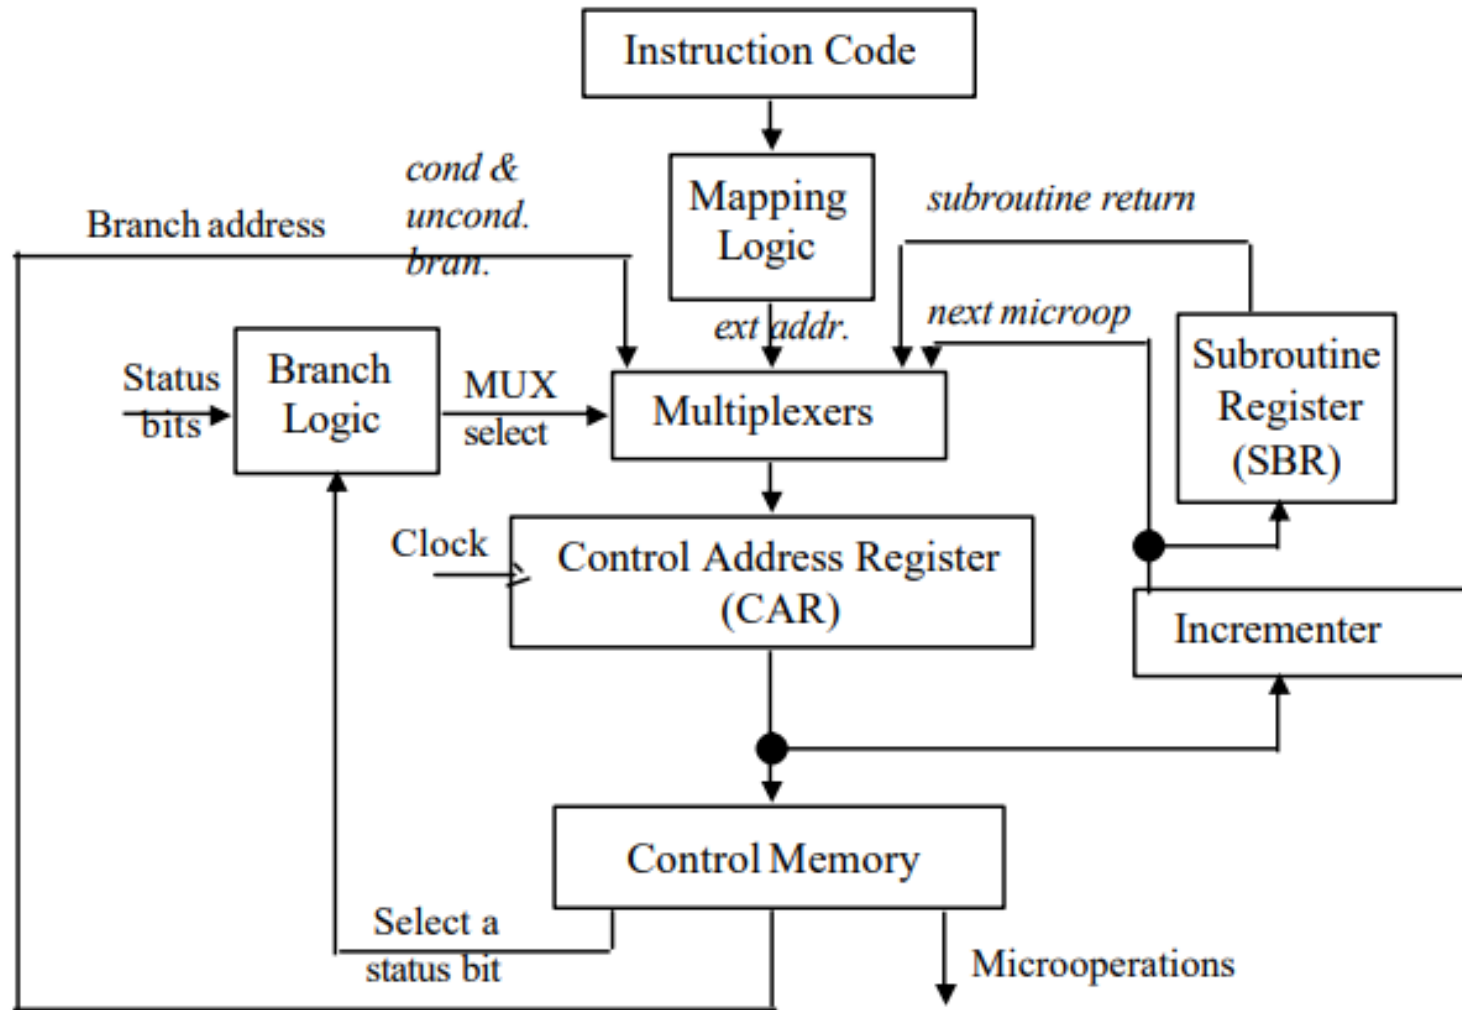 Instruction Code
cond &
uncond.
bran.
Mapping
Logic
subroutine return
Branch address
ext addr.
next microop
Subroutine
Register
(SBR)
Status
bits
Branch
Logic
MUX
select
Multiplexers
Clock
Control Address Register
(CAR)
Incrementer
Control Memory
Select a
status bit
Microoperations